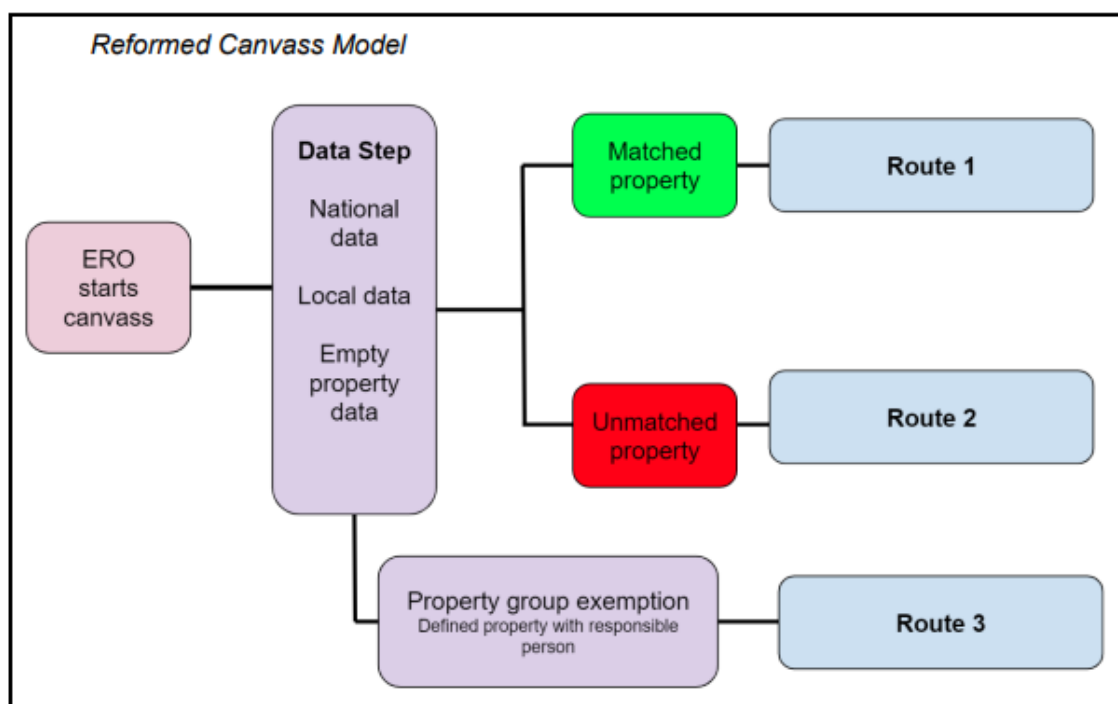 Reformed Canvass Model
ERO
starts
canvass
Data Step
National
data
Local data
Empty
property
data
Matched
property
Route 1
Unmatched
property
Route 2
Property group exemption
Defined property with responsible
person
Route 3